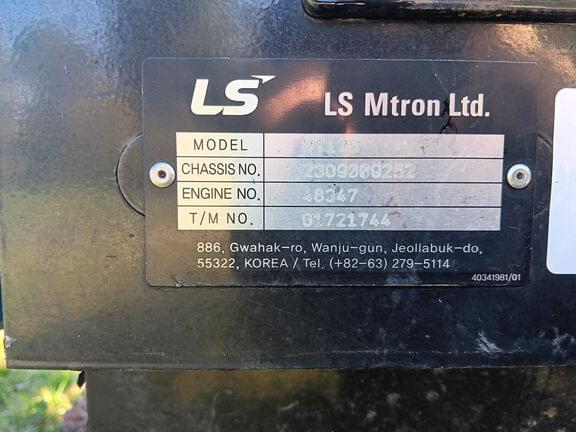 LS
LS Mtron Ltd.
MODEL MT125
CHASSIS NO. 2309009252
ENGINE NO. 48347
T/M NO. G1721744
886, Gwahak-ro, Wanju-gun, Jeollabuk-do,
55322, KOREA / Tel. (+82-63) 279-5114
40341981/01